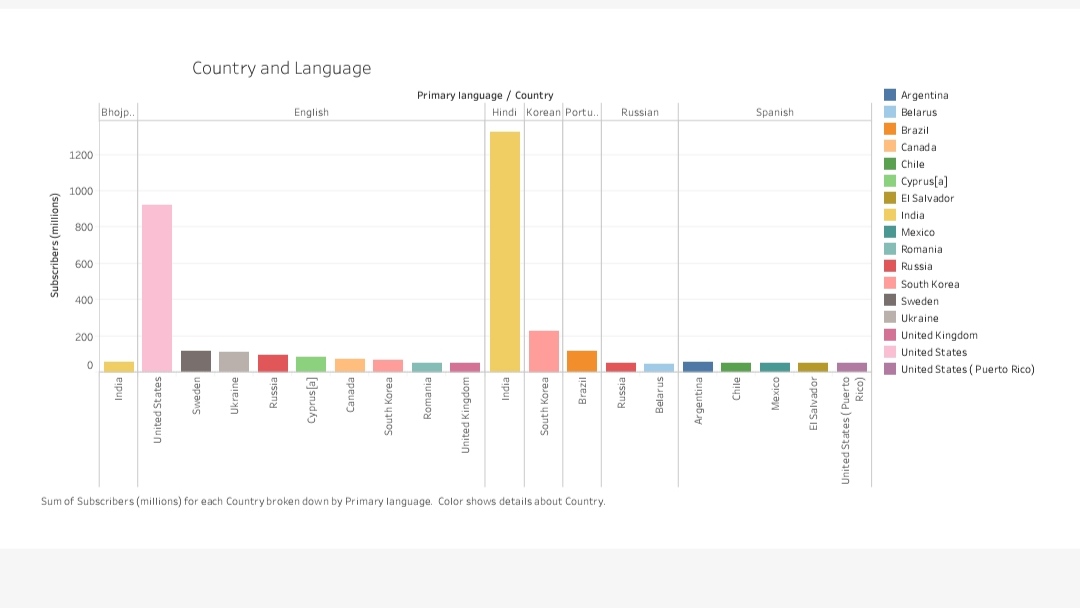 Country and Language
Primary language / Country
Bhojp.. English Hindi Korean Portu.. Russian Spanish
Subscribers (millions)
1200
1000
800
600
400
200
0
India
United States
Sweden
Ukraine
Russia
Cyprus[a]
Canada
South Korea
Romania
United Kingdom
India
South Korea
Brazil
Russia
Belarus
Argentina
Chile
Mexico
El Salvador
United States ( Puerto
Rico)
Argentina
Belarus
Brazil
Canada
Chile
Cyprus[a]
El Salvador
India
Mexico
Romania
Russia
South Korea
Sweden
Ukraine
United Kingdom
United States
United States ( Puerto Rico)
Sum of Subscribers (millions) for each Country broken down by Primary language. Color shows details about Country.